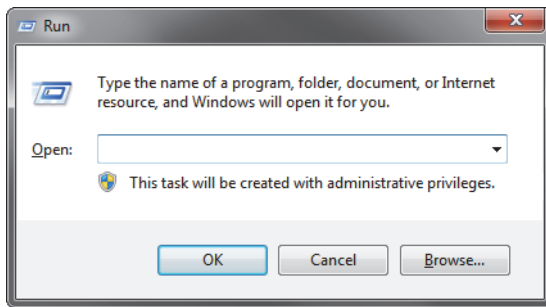 Run
Type the name of a program, folder, document, or Internet
resource, and Windows will open it for you.
Open:
This task will be created with administrative privileges.
OK Cancel Browse...